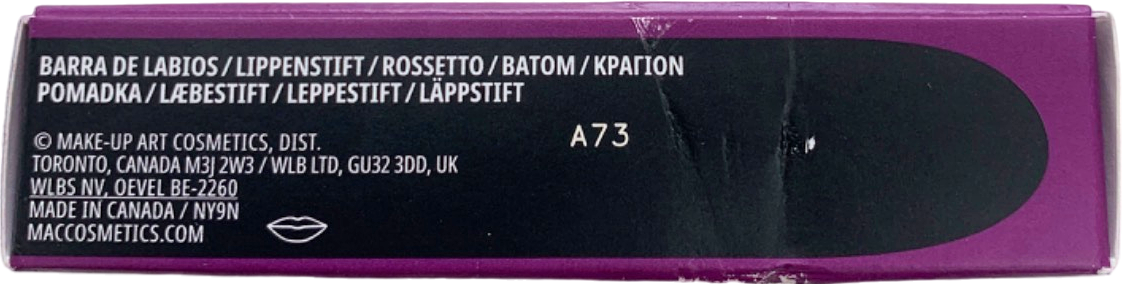 BARRA DE LABIOS / LIPPENSTIFT / ROSSETTO / BATOM / ΚΡΑΓΙΟΝ
POMADKA / LÆBESTIFT / LEPPESTIFT / LÄPPSTIFT
© MAKE-UP ART COSMETICS, DIST.
A73
TORONTO, CANADA M3J 2W3 / WLB LTD, GU32 3DD, UK
WLBS NV, OEVEL BE-2260
MADE IN CANADA / NY9N
MACCOSMETICS.COM